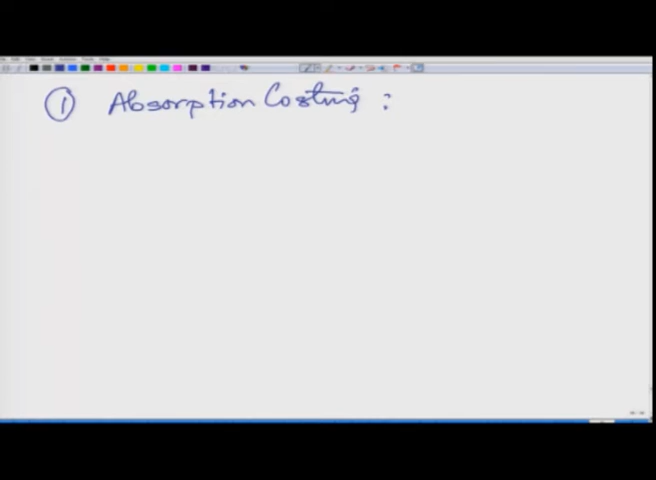 ① Absorption Costing :